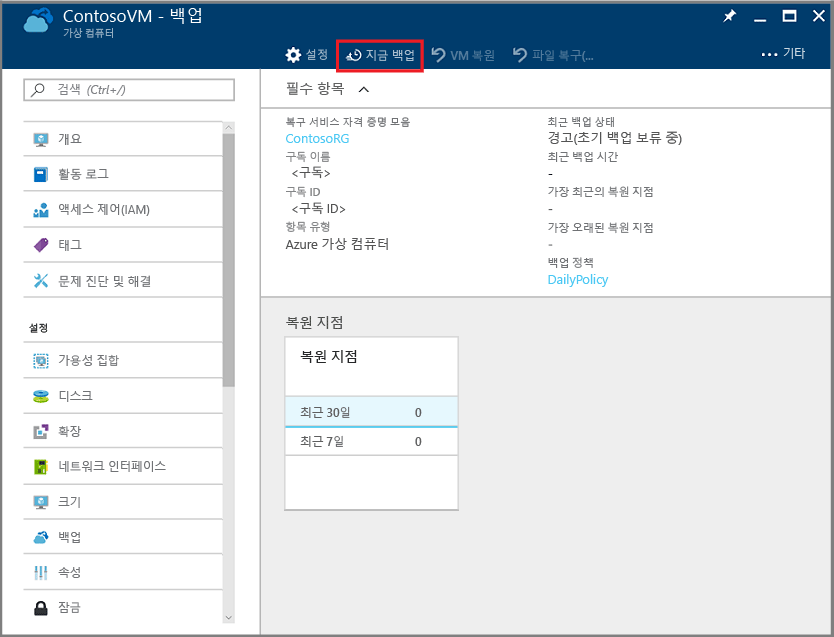 ContosoVM - 백업
가상 컴퓨터
설정 지금 백업 VM 복원 파일 복구(... 기타
검색 (Ctrl+/)
개요
활동 로그
액세스 제어(IAM)
태그
문제 진단 및 해결
설정
가용성 집합
디스크
확장
네트워크 인터페이스
크기
백업
속성
잠금
필수 항목
복구 서비스 자격 증명 모음
ContosoRG
구독 이름
<구독>
구독 ID
<구독 ID>
항목 유형
Azure 가상 컴퓨터
최근 백업 상태
경고(초기 백업 보류 중)
최근 백업 시간
-
가장 최근의 복원 지점
-
가장 오래된 복원 지점
-
백업 정책
DailyPolicy
복원 지점
복원 지점
최근 30일 0
최근 7일 0